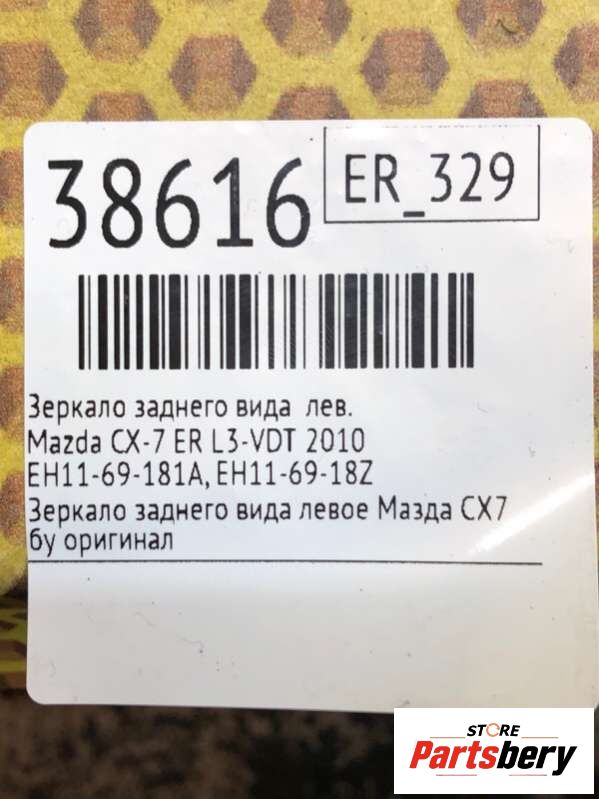 38616
ER_329
Зеркало заднего вида лев.
Mazda CX-7 ER L3-VDT 2010
EH11-69-181A, EH11-69-18Z
Зеркало заднего вида левое Мазда CX7
бу оригинал
STORE
Partsbery